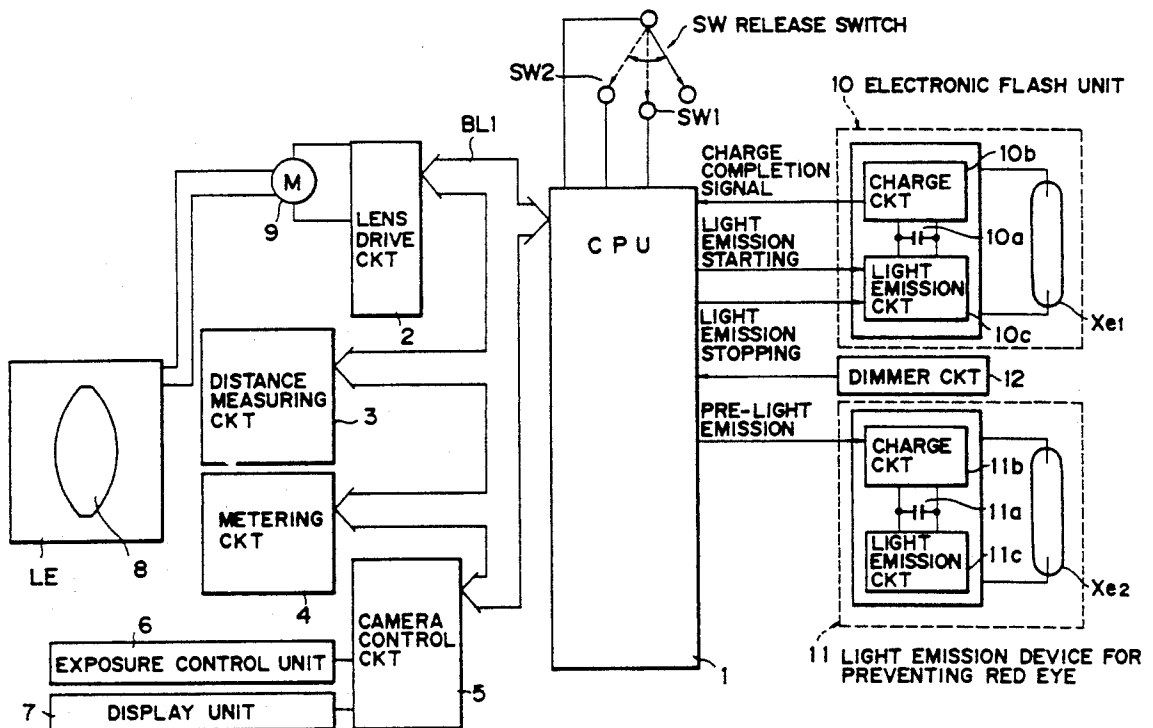 SW RELEASE SWITCH
SW2
SW1
10 ELECTRONIC FLASH UNIT
BL1
M
9
LENS
DRIVE
CKT
2
CPU
CHARGE
COMPLETION
SIGNAL
LIGHT
EMISSION
STARTING
LIGHT
EMISSION
STOPPING
10b
CHARGE
CKT
10a
LIGHT
EMISSION
CKT
10c
Xe1
DIMMER CKT
12
PRE-LIGHT
EMISSION
CHARGE
CKT
11b
11a
LIGHT
EMISSION
CKT
11c
Xe2
11 LIGHT EMISSION DEVICE FOR
PREVENTING RED EYE
DISTANCE
MEASURING
CKT
3
METERING
CKT
4
LE
8
CAMERA
CONTROL
CKT
5
1
6
EXPOSURE CONTROL UNIT
7
DISPLAY UNIT